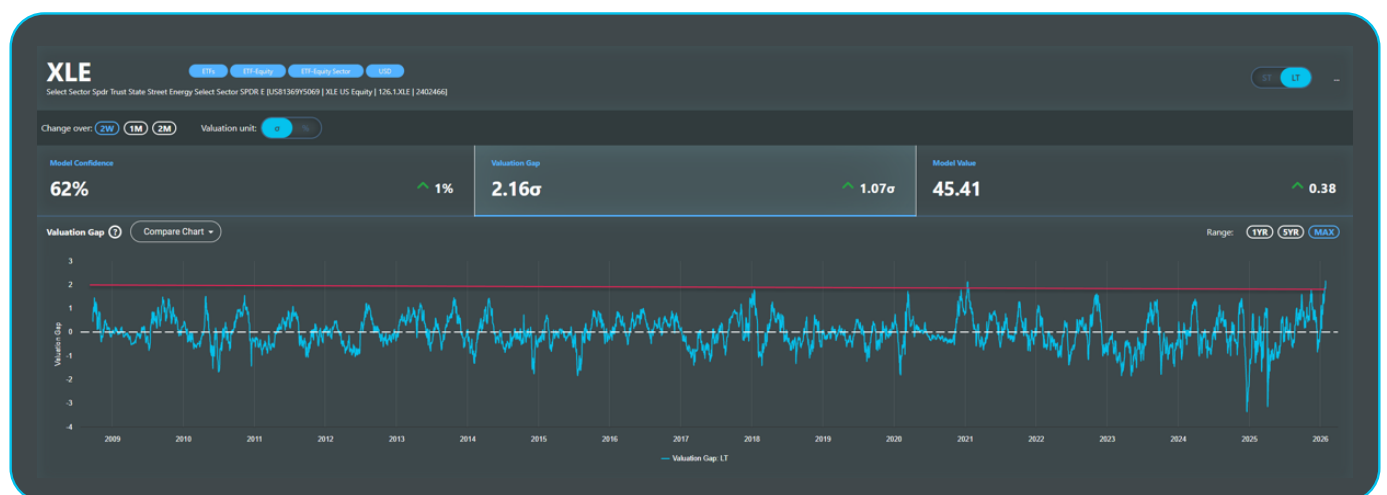 XLE
ETFs ETF-Equity ETF-Equity Sector USD
Select Sector Spdr Trust State Street Energy Select Sector SPDR E [US81369Y5069 | XLE US Equity | 126.1.XLE | 2402466]
ST LT ...
Change over: 2W 1M 2M Valuation unit: σ %
Model Confidence
62% 1%
Valuation Gap
2.16σ 1.07σ
Model Value
45.41 0.38
Valuation Gap ? Compare Chart
Range: 1YR 5YR MAX
Valuation Gap
3
2
1
0
-1
-2
-3
-4
2009 2010 2011 2012 2013 2014 2015 2016 2017 2018 2019 2020 2021 2022 2023 2024 2025 2026
Valuation Gap: LT